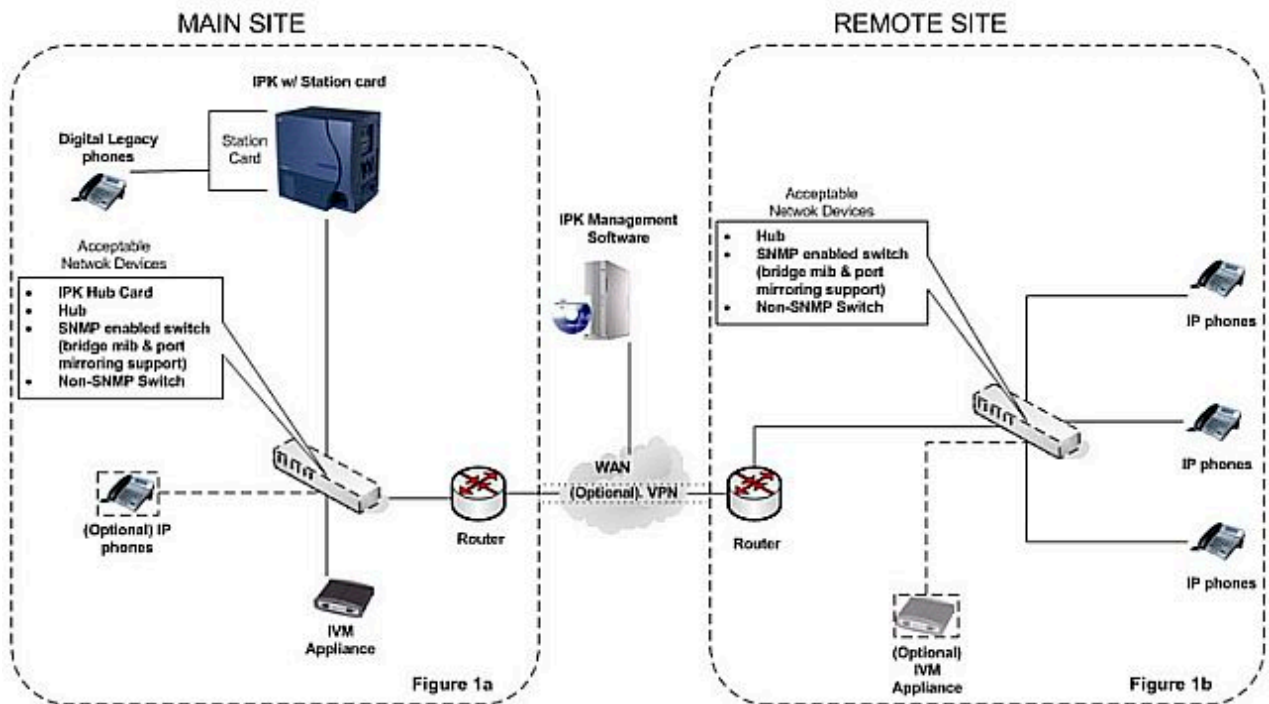 MAIN SITE
IPK w/ Station card
Digital Legacy
phones
Station
Card
Acceptable
Netwok Devices
• IPK Hub Card
• Hub
• SNMP enabled switch
(bridge mib & port
mirroring support)
• Non-SNMP Switch
(Optional) IP
phones
Router
IVM
Appliance
Figure 1a
IPK Management
Software
WAN
(Optional). VPN
REMOTE SITE
Acceptable
Netwok Devices
• Hub
• SNMP enabled switch
(bridge mib & port
mirroring support)
• Non-SNMP Switch
IP phones
IP phones
IP phones
Router
(Optional)
IVM
Appliance
Figure 1b